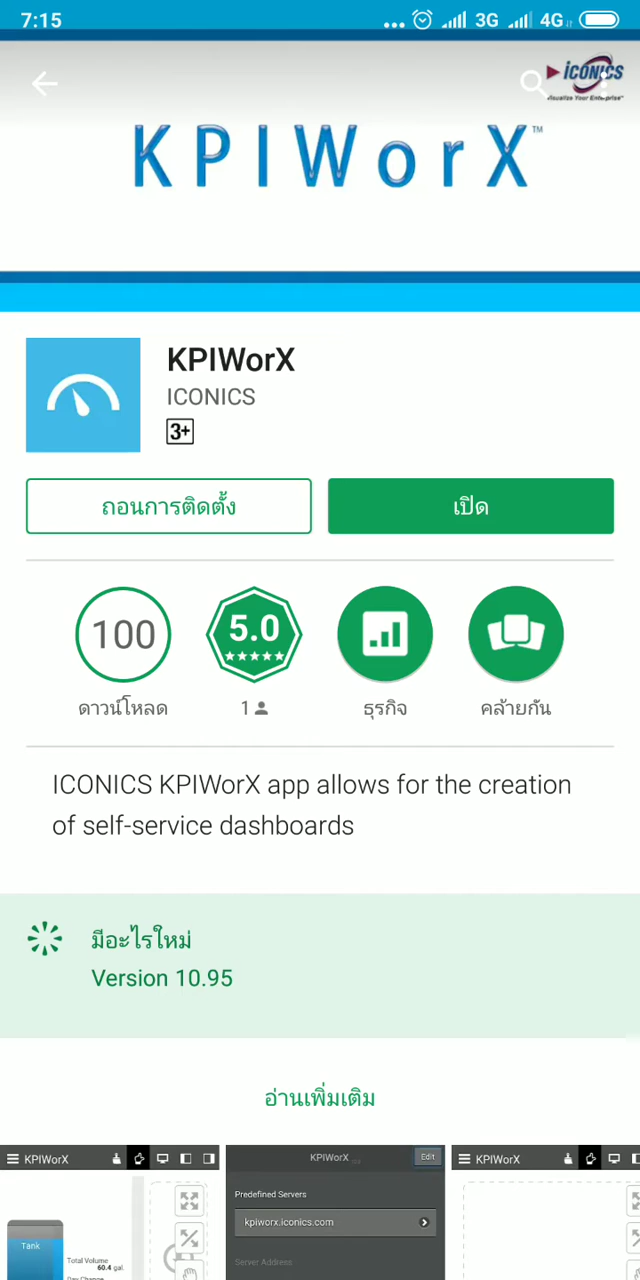 7:15
3G
4G
ICONICS
Visualize Your Enterprise™
KPIWorX™
KPIWorX
ICONICS
3+
ถอนการติดตั้ง
เปิด
100
5.0
ดาวน์โหลด
1
ธุรกิจ
คล้ายกัน
ICONICS KPIWorX app allows for the creation
of self-service dashboards
มีอะไรใหม่
Version 10.95
อ่านเพิ่มเติม
KPIWorX
KPIWorX
Edit
KPIWorX
Predefined Servers
kpiworx.iconics.com
Tank
Total Volume
60.4 gal.
Server Address
Day Change